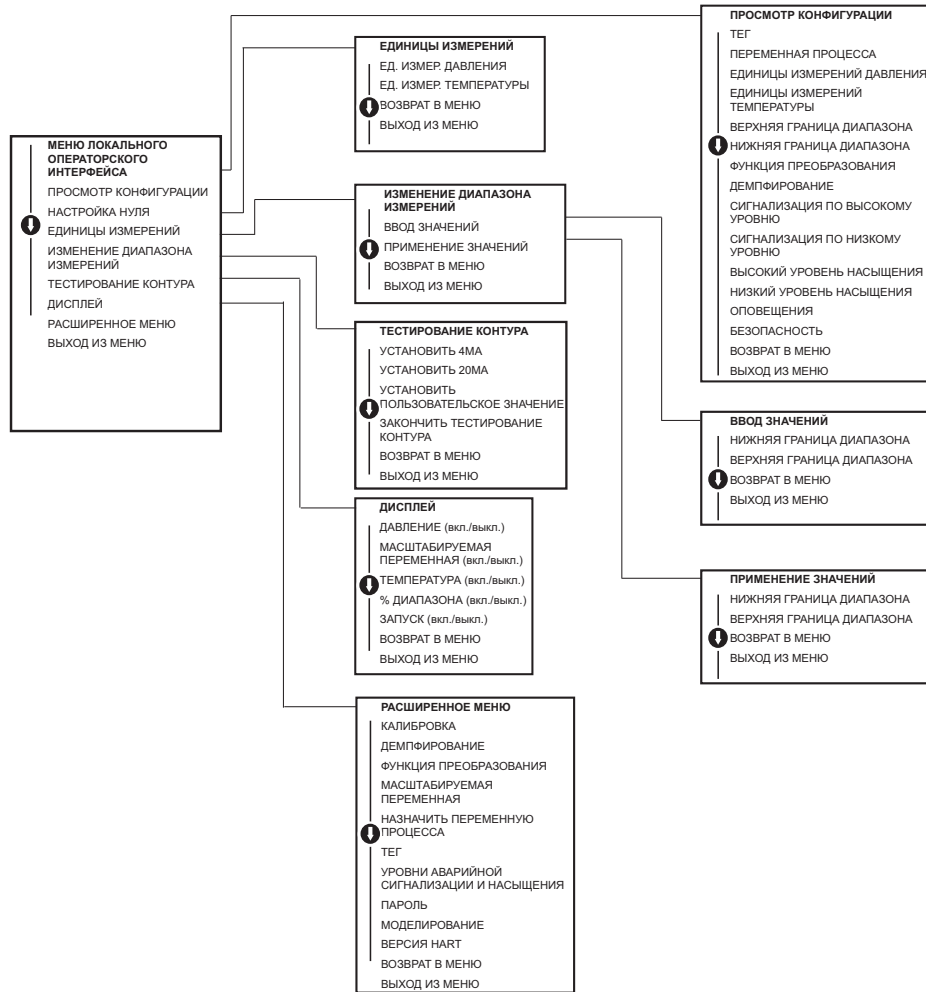 МЕНЮ ЛОКАЛЬНОГО
ОПЕРАТОРСКОГО
ИНТЕРФЕЙСА
ПРОСМОТР КОНФИГУРАЦИИ
НАСТРОЙКА НУЛЯ
ЕДИНИЦЫ ИЗМЕРЕНИЙ
ИЗМЕНЕНИЕ ДИАПАЗОНА
ИЗМЕРЕНИЙ
ТЕСТИРОВАНИЕ КОНТУРА
ДИСПЛЕЙ
РАСШИРЕННОЕ МЕНЮ
ВЫХОД ИЗ МЕНЮ
ЕДИНИЦЫ ИЗМЕРЕНИЙ
ЕД. ИЗМЕР. ДАВЛЕНИЯ
ЕД. ИЗМЕР. ТЕМПЕРАТУРЫ
ВОЗВРАТ В МЕНЮ
ВЫХОД ИЗ МЕНЮ
ИЗМЕНЕНИЕ ДИАПАЗОНА
ИЗМЕРЕНИЙ
ВВОД ЗНАЧЕНИЙ
ПРИМЕНЕНИЕ ЗНАЧЕНИЙ
ВОЗВРАТ В МЕНЮ
ВЫХОД ИЗ МЕНЮ
ТЕСТИРОВАНИЕ КОНТУРА
УСТАНОВИТЬ 4МА
УСТАНОВИТЬ 20МА
УСТАНОВИТЬ
ПОЛЬЗОВАТЕЛЬСКОЕ ЗНАЧЕНИЕ
ЗАКОНЧИТЬ ТЕСТИРОВАНИЕ
КОНТУРА
ВОЗВРАТ В МЕНЮ
ВЫХОД ИЗ МЕНЮ
ДИСПЛЕЙ
ДАВЛЕНИЕ (вкл./выкл.)
МАСШТАБИРУЕМАЯ
ПЕРЕМЕННАЯ (вкл./выкл.)
ТЕМПЕРАТУРА (вкл./выкл.)
% ДИАПАЗОНА (вкл./выкл.)
ЗАПУСК (вкл./выкл.)
ВОЗВРАТ В МЕНЮ
ВЫХОД ИЗ МЕНЮ
РАСШИРЕННОЕ МЕНЮ
КАЛИБРОВКА
ДЕМПФИРОВАНИЕ
ФУНКЦИЯ ПРЕОБРАЗОВАНИЯ
МАСШТАБИРУЕМАЯ
ПЕРЕМЕННАЯ
НАЗНАЧИТЬ ПЕРЕМЕННУЮ
ПРОЦЕССА
ТЕГ
УРОВНИ АВАРИЙНОЙ
СИГНАЛИЗАЦИИ И НАСЫЩЕНИЯ
ПАРОЛЬ
МОДЕЛИРОВАНИЕ
ВЕРСИЯ HART
ВОЗВРАТ В МЕНЮ
ВЫХОД ИЗ МЕНЮ
ПРОСМОТР КОНФИГУРАЦИИ
ТЕГ
ПЕРЕМЕННАЯ ПРОЦЕССА
ЕДИНИЦЫ ИЗМЕРЕНИЙ ДАВЛЕНИЯ
ЕДИНИЦЫ ИЗМЕРЕНИЙ
ТЕМПЕРАТУРЫ
ВЕРХНЯЯ ГРАНИЦА ДИАПАЗОНА
НИЖНЯЯ ГРАНИЦА ДИАПАЗОНА
ФУНКЦИЯ ПРЕОБРАЗОВАНИЯ
ДЕМПФИРОВАНИЕ
СИГНАЛИЗАЦИЯ ПО ВЫСОКОМУ
УРОВНЮ
СИГНАЛИЗАЦИЯ ПО НИЗКОМУ
УРОВНЮ
ВЫСОКИЙ УРОВЕНЬ НАСЫЩЕНИЯ
НИЗКИЙ УРОВЕНЬ НАСЫЩЕНИЯ
ОПОВЕЩЕНИЯ
БЕЗОПАСНОСТЬ
ВОЗВРАТ В МЕНЮ
ВЫХОД ИЗ МЕНЮ
ВВОД ЗНАЧЕНИЙ
НИЖНЯЯ ГРАНИЦА ДИАПАЗОНА
ВЕРХНЯЯ ГРАНИЦА ДИАПАЗОНА
ВОЗВРАТ В МЕНЮ
ВЫХОД ИЗ МЕНЮ
ПРИМЕНЕНИЕ ЗНАЧЕНИЙ
НИЖНЯЯ ГРАНИЦА ДИАПАЗОНА
ВЕРХНЯЯ ГРАНИЦА ДИАПАЗОНА
ВОЗВРАТ В МЕНЮ
ВЫХОД ИЗ МЕНЮ